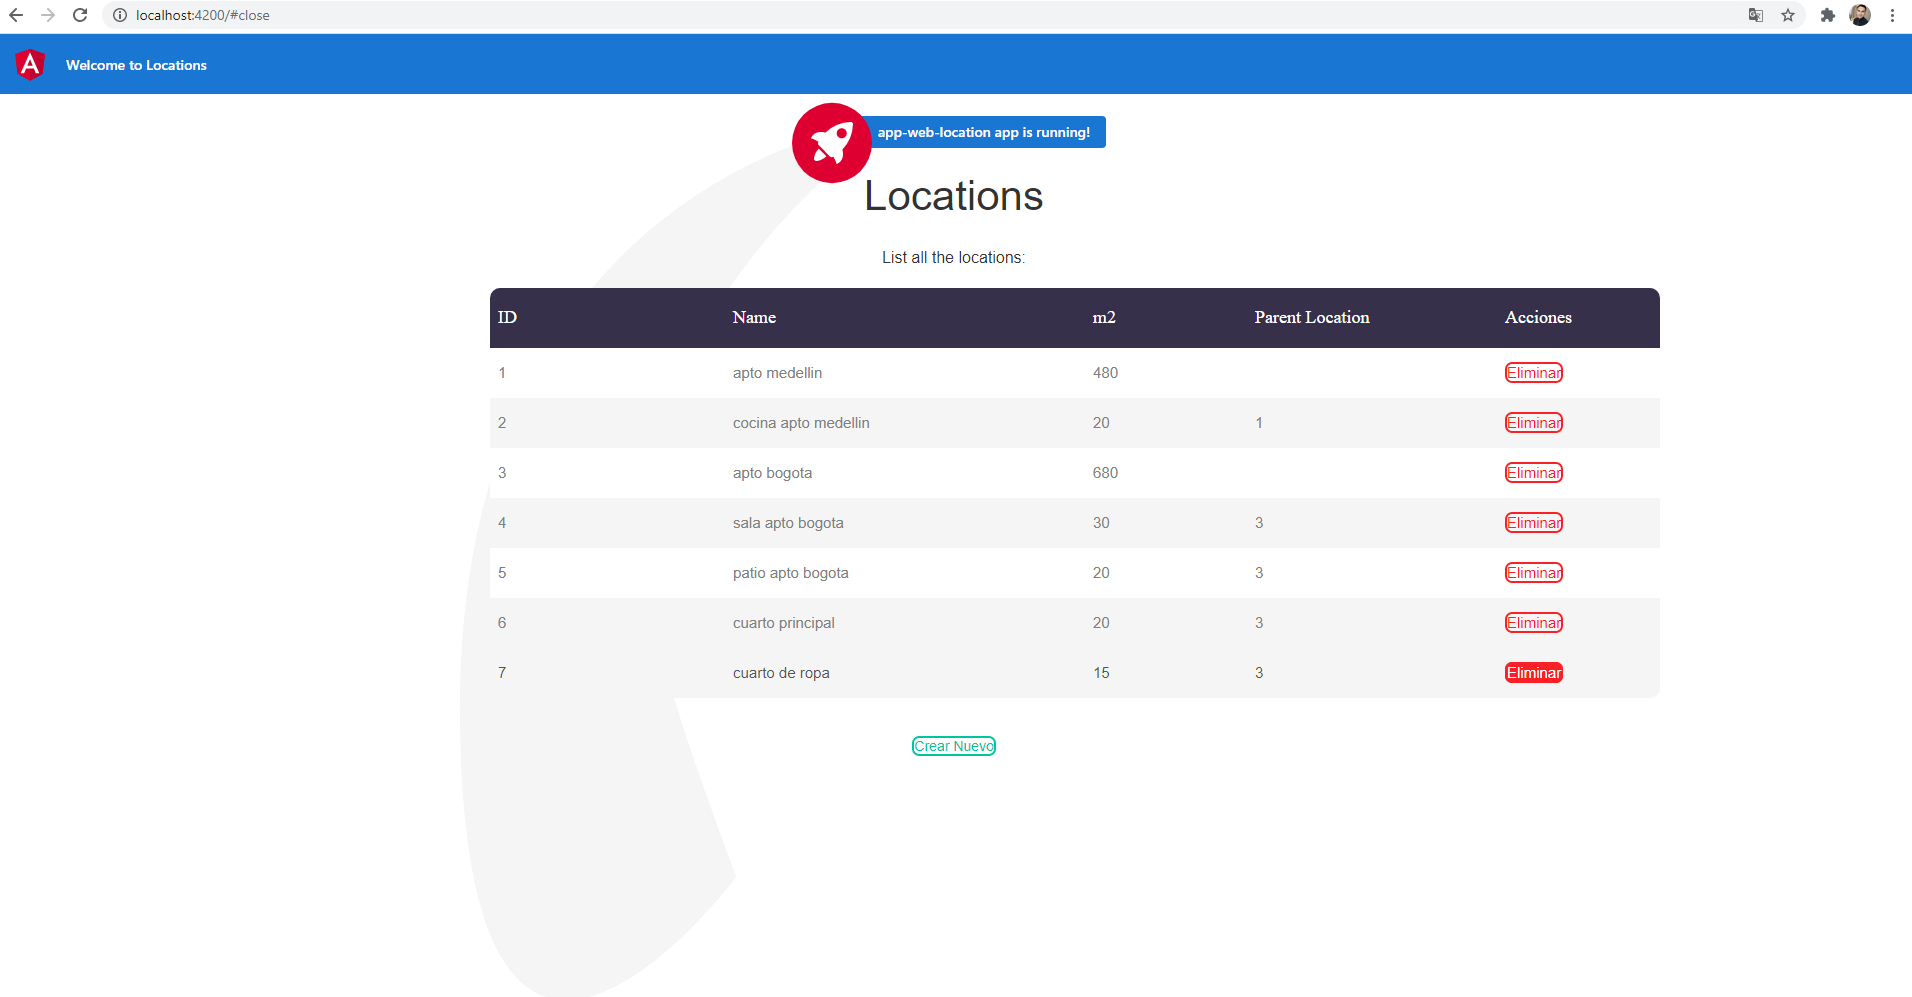 localhost:4200/#close
Welcome to Locations
app-web-location app is running!
Locations
List all the locations:
ID Name m2 Parent Location Acciones
1 apto medellin 480 Eliminar
2 cocina apto medellin 20 1 Eliminar
3 apto bogota 680 Eliminar
4 sala apto bogota 30 3 Eliminar
5 patio apto bogota 20 3 Eliminar
6 cuarto principal 20 3 Eliminar
7 cuarto de ropa 15 3 Eliminar
Crear Nuevo